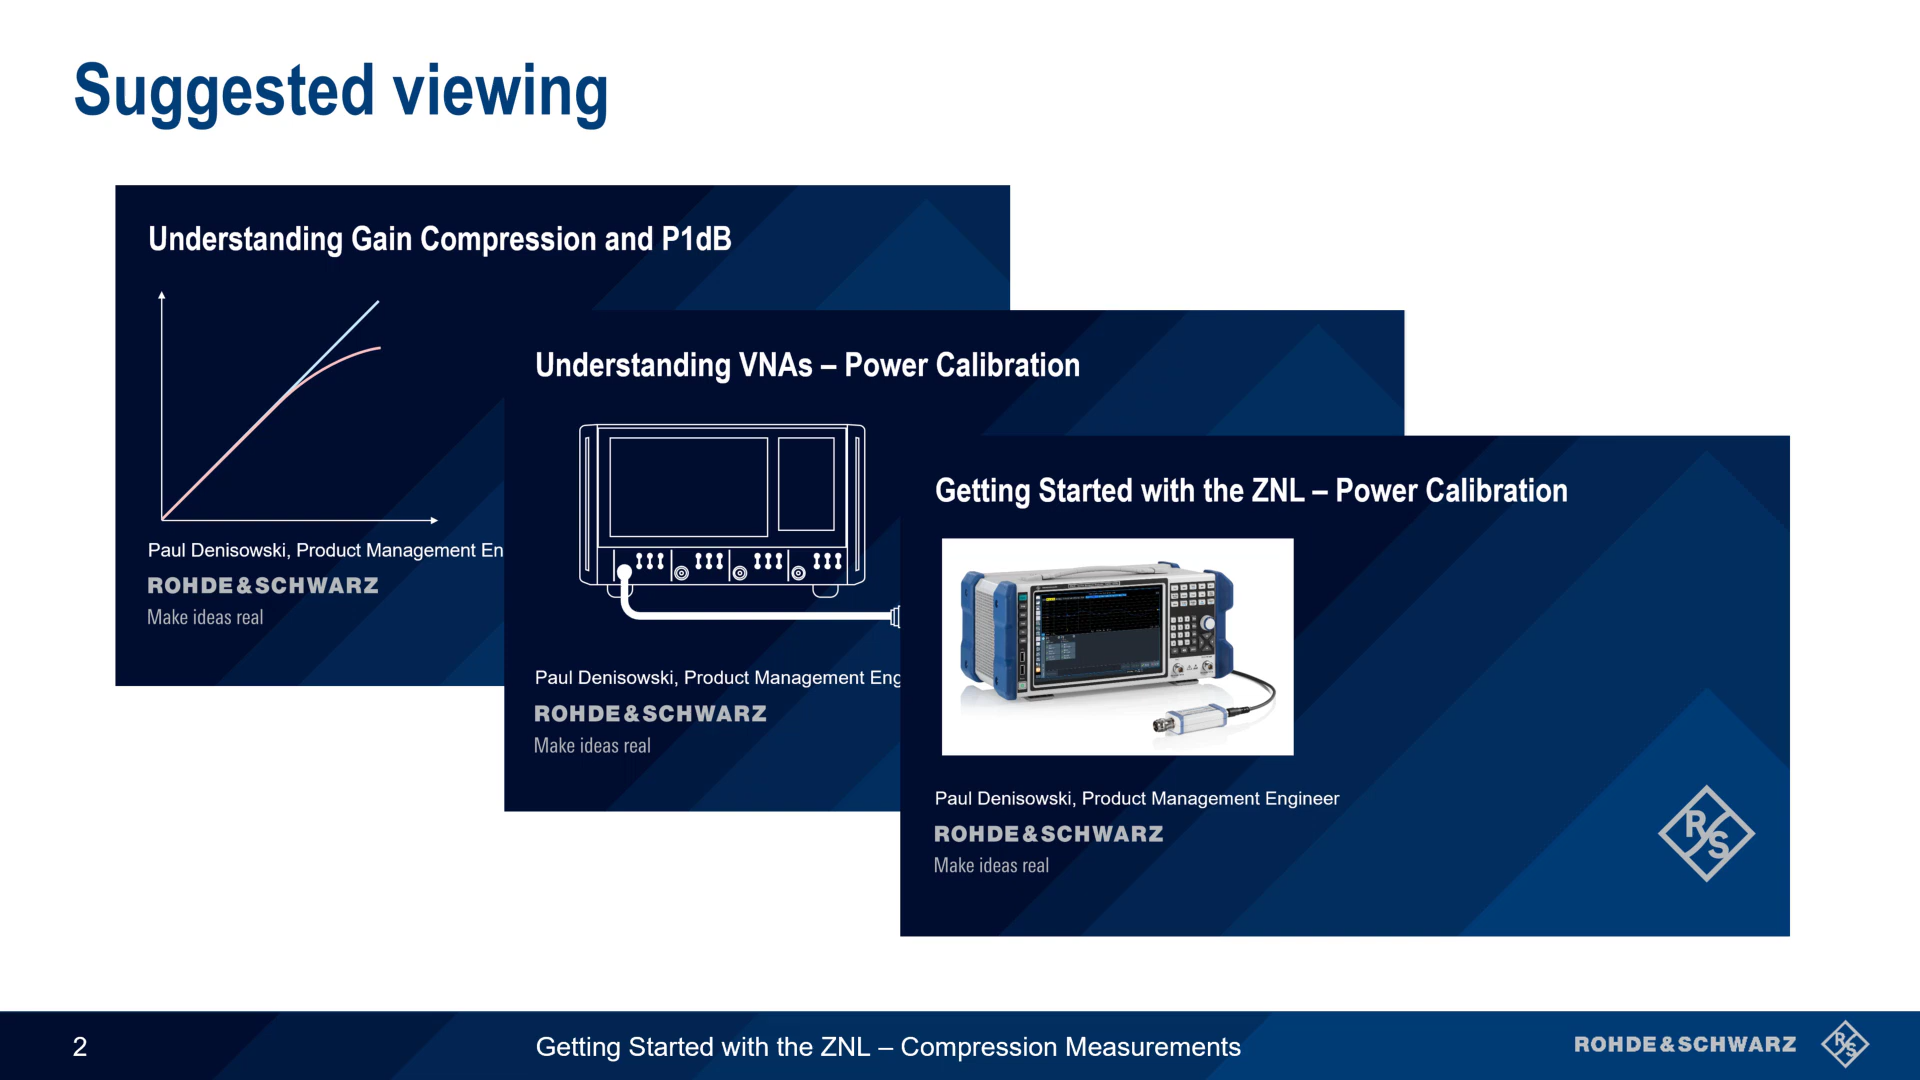 Suggested viewing
Understanding Gain Compression and P1dB
Paul Denisowski, Product Management En
ROHDE&SCHWARZ
Make ideas real
Understanding VNAs – Power Calibration
Paul Denisowski, Product Management Eng
ROHDE&SCHWARZ
Make ideas real
Getting Started with the ZNL – Power Calibration
Paul Denisowski, Product Management Engineer
ROHDE&SCHWARZ
Make ideas real
RS
2
Getting Started with the ZNL – Compression Measurements
ROHDE&SCHWARZ
RS